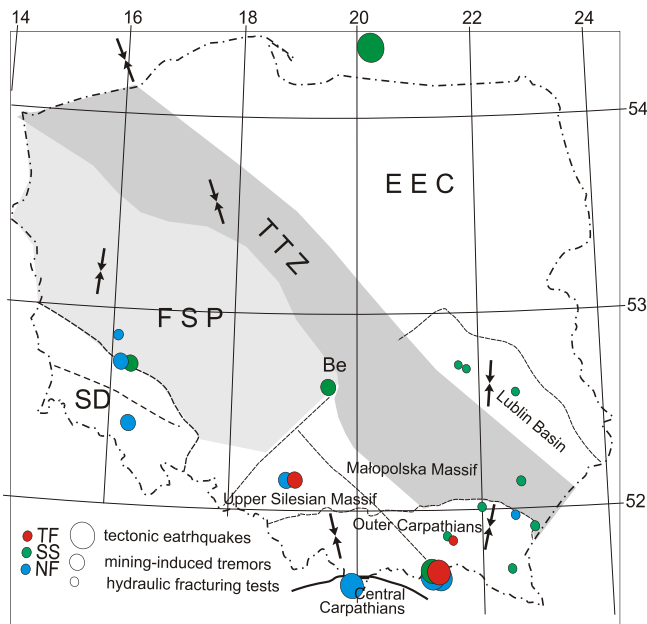 14 16 18 20 22 24
54
E E C
T T Z
53
F S P
Be
SD
Lublin Basin
Małopolska Massif
Upper Silesian Massif
52
Outer Carpathians
TF
SS
NF
tectonic eatrhquakes
mining-induced tremors
hydraulic fracturing tests
Central
Carpathians